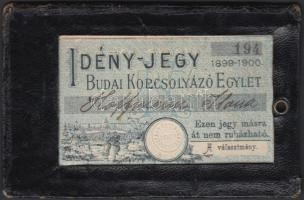 IDÉNY-JEGY 194
1899-1900.
BUDAI KORCSOLYÁZÓ EGYLET
Ezen jegy másra
át nem ruházható.
A választmány.